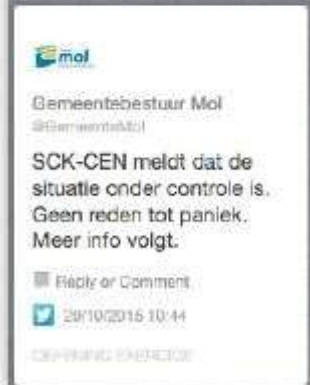 mol
Gemeentebestuur Mol
@GemeenteMol
SCK-CEN meldt dat de
situatie onder controle is.
Geen reden tot paniek.
Meer info volgt.
Reply or Comment
29/10/2015 10:44
EXERCISE